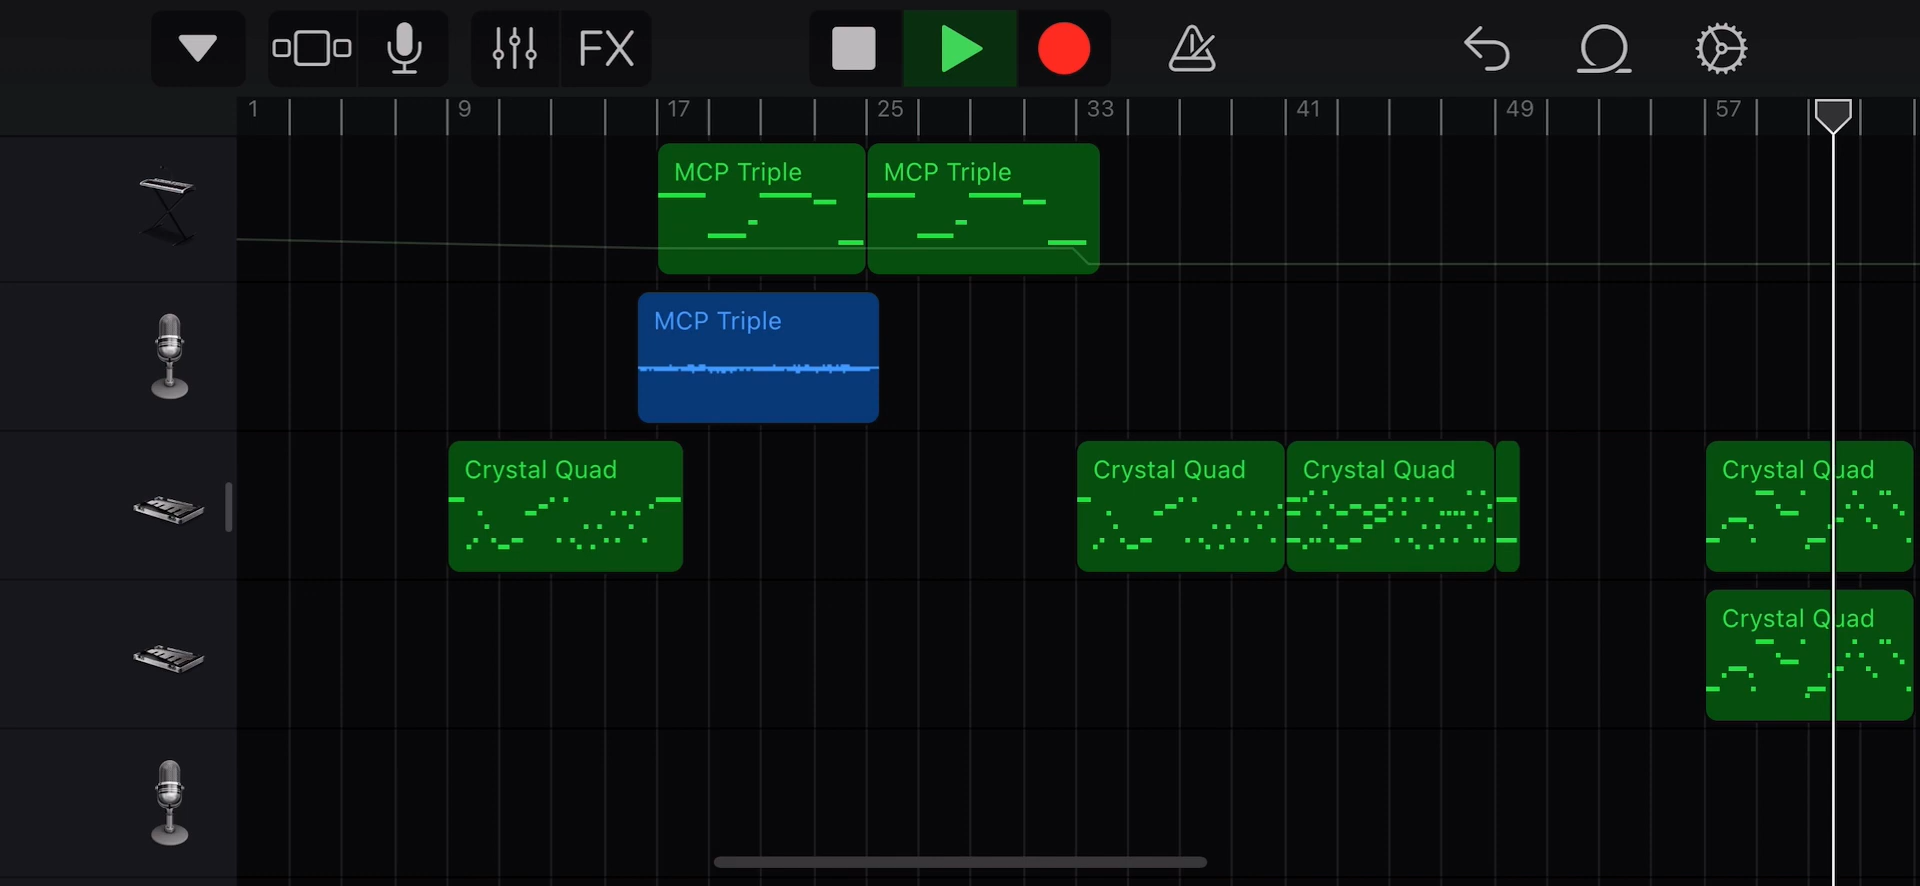 FX
1 9 17 25 33 41 49 57
MCP Triple MCP Triple
MCP Triple
Crystal Quad Crystal Quad Crystal Quad Crystal Quad
Crystal Quad